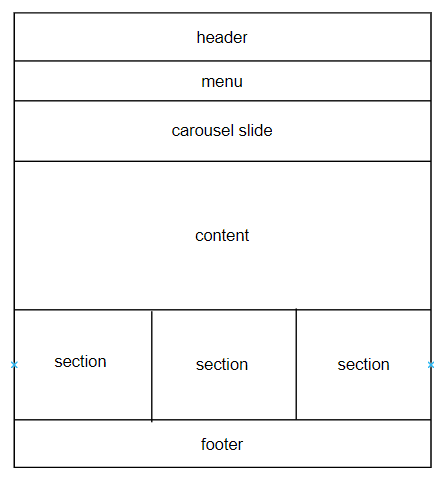 header
menu
carousel slide
content
section
section
section
footer